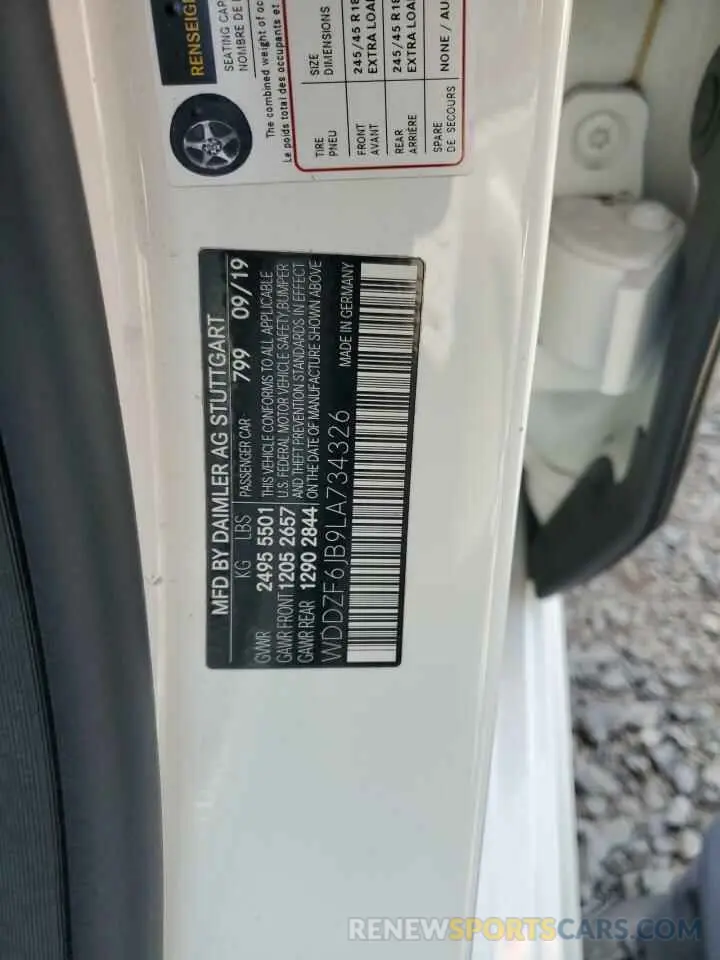 RENSEIG
SEATING CAP
NOMBRE DE
The combined weight of oc
Le poids total des occupants et
TIRE
PNEU
SIZE
DIMENSIONS
FRONT
AVANT
245/45 R18
EXTRA LOAD
REAR
ARRIÈRE
245/45 R18
EXTRA LOAD
SPARE
DE SECOURS
NONE / AU
MFD BY DAIMLER AG STUTTGART
KG LBS PASSENGER CAR- 799 09/19
GVWR 2495 5501
GAWR FRONT 1205 2657
GAWR REAR 1290 2844
THIS VEHICLE CONFORMS TO ALL APPLICABLE
U.S. FEDERAL MOTOR VEHICLE SAFETY, BUMPER
AND THEFT PREVENTION STANDARDS IN EFFECT
ON THE DATE OF MANUFACTURE SHOWN ABOVE
WDDZF6JB9LA734326 MADE IN GERMANY
RENEWSPORTSCARS.COM